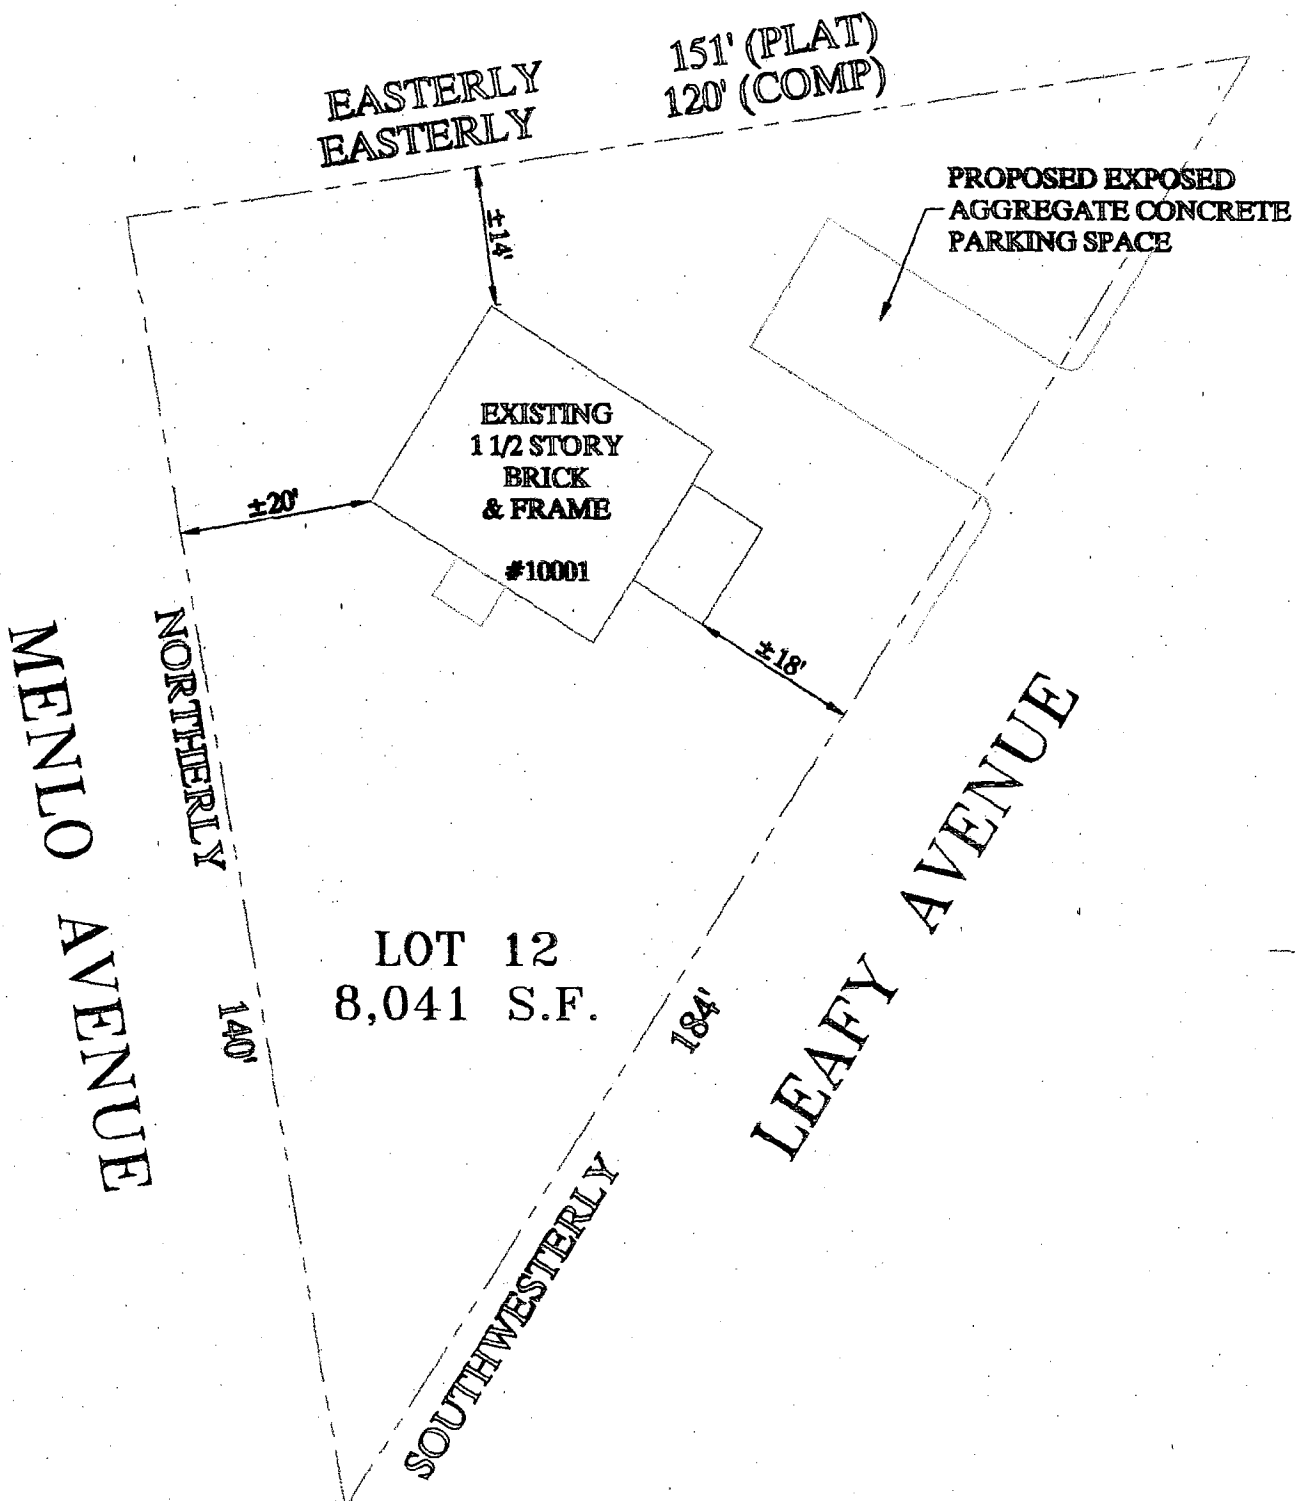 151' (PLAT)
120' (COMP)
EASTERLY
EASTERLY
PROPOSED EXPOSED
AGGREGATE CONCRETE
PARKING SPACE
±14'
EXISTING
1 1/2 STORY
BRICK
& FRAME
#10001
±20'
±18'
NORTHERLY
140'
MENLO AVENUE
LOT 12
8,041 S.F.
184'
SOUTHWESTERLY
LEAFY AVENUE